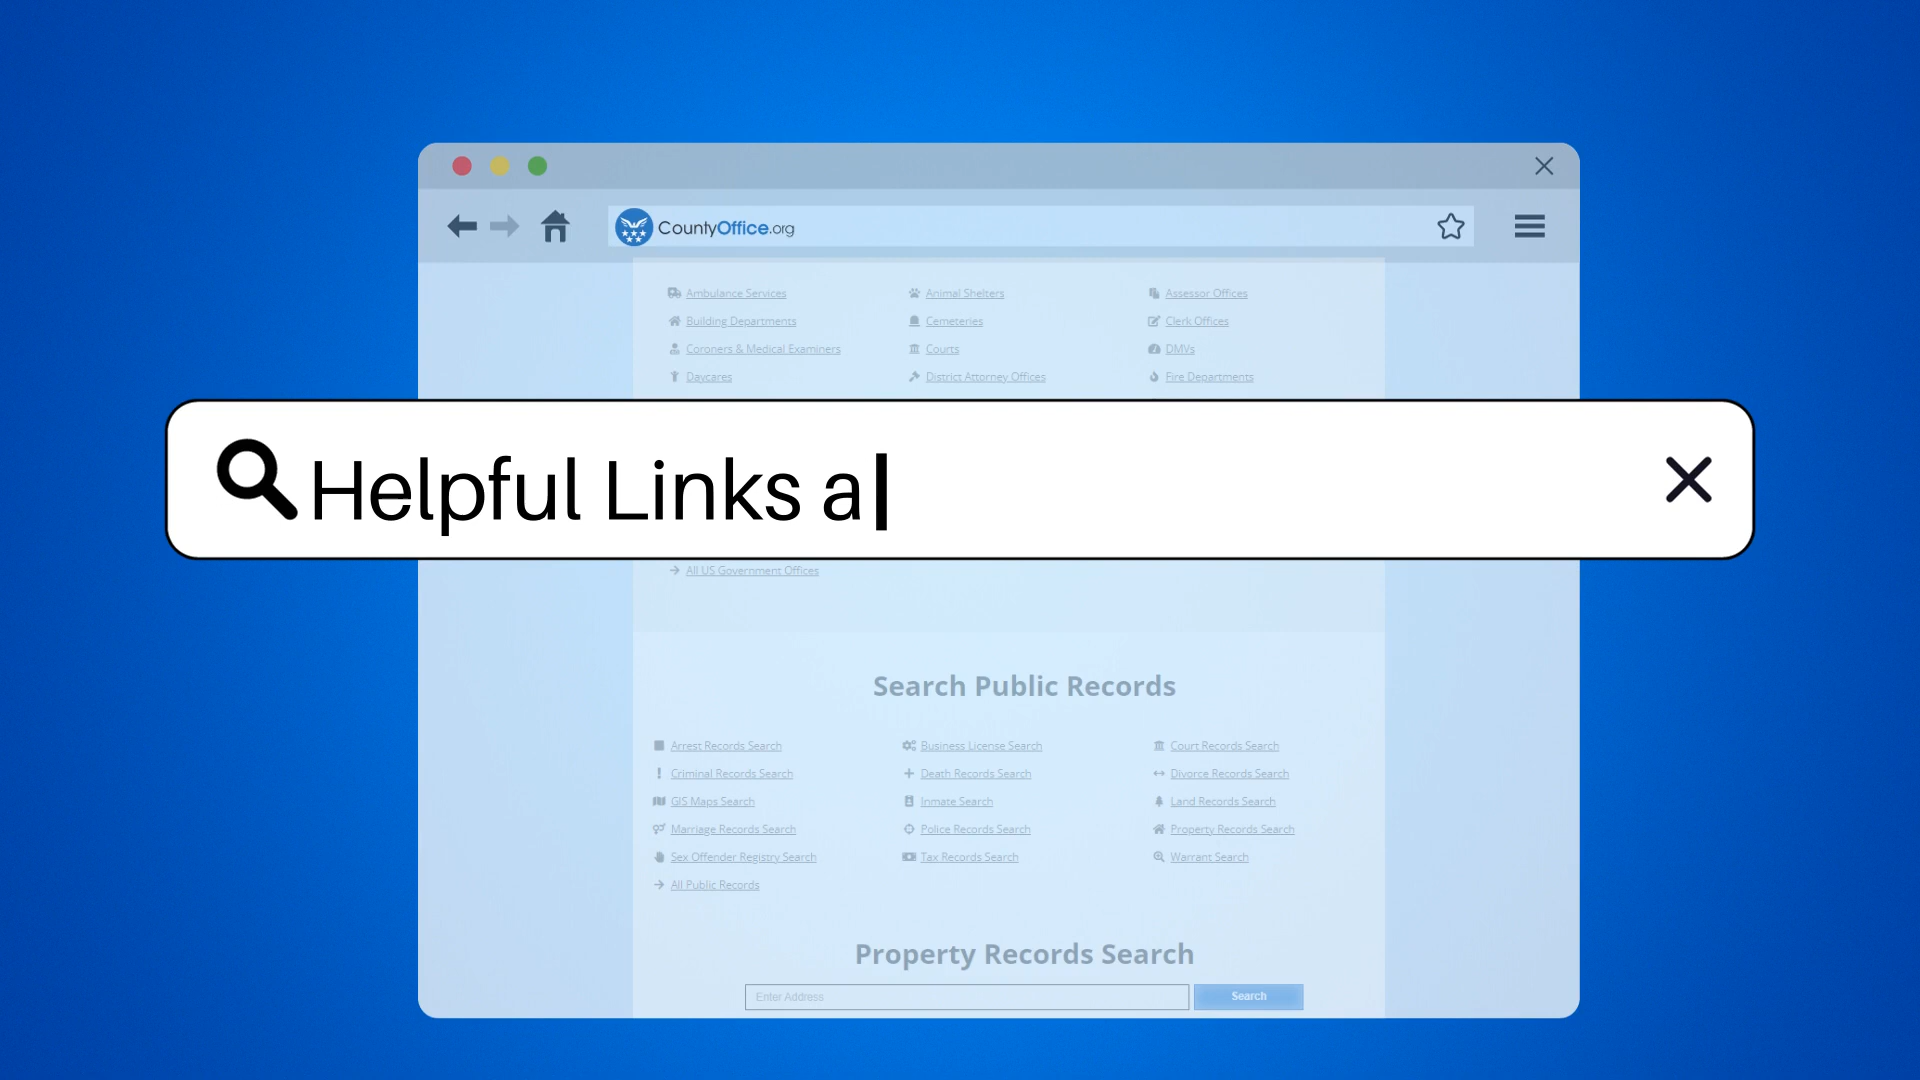 CountyOffice.org
Ambulance Services Animal Shelters Assessor Offices
Building Departments Cemeteries Clerk Offices
Coroners & Medical Examiners Courts DMVs
Daycares District Attorney Offices Fire Departments
Helpful Links a
All US Government Offices
Search Public Records
Arrest Records Search Business License Search Court Records Search
Criminal Records Search Death Records Search Divorce Records Search
GIS Maps Search Inmate Search Land Records Search
Marriage Records Search Police Records Search Property Records Search
Sex Offender Registry Search Tax Records Search Warrant Search
All Public Records
Property Records Search
Enter Address Search